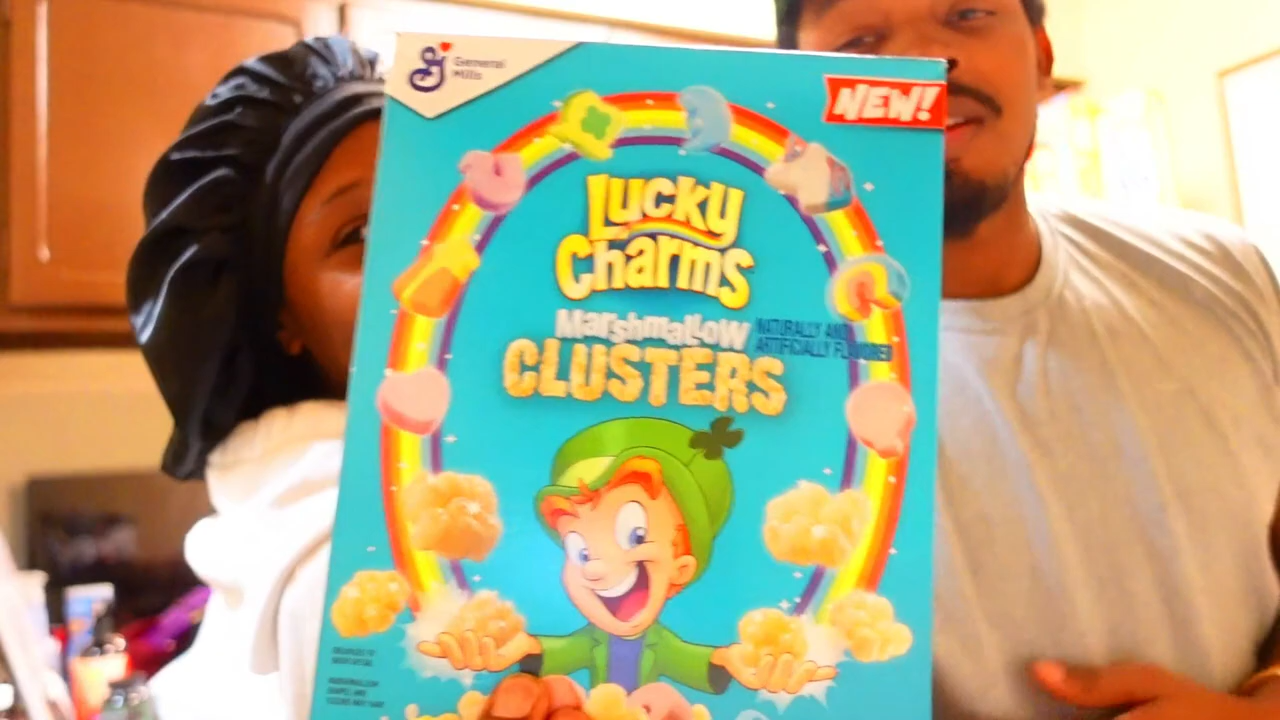 General
Mills
NEW!
Lucky
Charms
Marshmallow
CLUSTERS
NATURALLY AND
ARTIFICIALLY FLAVORED